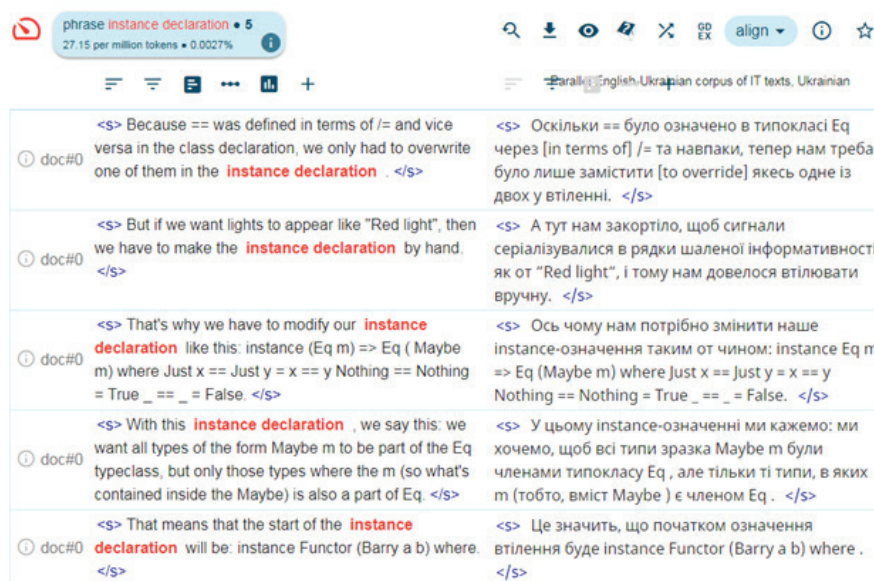 phrase instance declaration • 5
27.15 per million tokens • 0.0027%
GD
EX
align
Parallel English-Ukrainian corpus of IT texts, Ukrainian
<s> Because == was defined in terms of /= and vice
versa in the class declaration, we only had to overwrite
one of them in the instance declaration . </s>
doc#0
<s> Оскільки == було означено в типокласі Eq
через [in terms of] /= та навпаки, тепер нам треба
було лише замістити [to override] якесь одне із
двох у втіленні. </s>
<s> But if we want lights to appear like "Red light", then
we have to make the instance declaration by hand.
</s>
doc#0
<s> А тут нам закортіло, щоб сигнали
серіалізувалися в рядки шаленої інформативності
як от “Red light”, і тому нам довелося втілювати
вручну. </s>
<s> That's why we have to modify our instance
declaration like this: instance (Eq m) => Eq ( Maybe
m) where Just x == Just y = x == y Nothing == Nothing
= True _ == _ = False. </s>
doc#0
<s> Ось чому нам потрібно змінити наше
instance-означення таким от чином: instance Eq m
=> Eq (Maybe m) where Just x == Just y = x == y
Nothing == Nothing = True _ == _ = False. </s>
<s> With this instance declaration , we say this: we
want all types of the form Maybe m to be part of the Eq
typeclass, but only those types where the m (so what's
contained inside the Maybe) is also a part of Eq. </s>
doc#0
<s> У цьому instance-означенні ми кажемо: ми
хочемо, щоб всі типи зразка Maybe m були
членами типокласу Eq , але тільки ті типи, в яких
m (тобто, вміст Maybe ) є членом Eq . </s>
<s> That means that the start of the instance
declaration will be: instance Functor (Barry a b) where.
</s>
doc#0
<s> Це значить, що початком означення
втілення буде instance Functor (Barry a b) where .
</s>